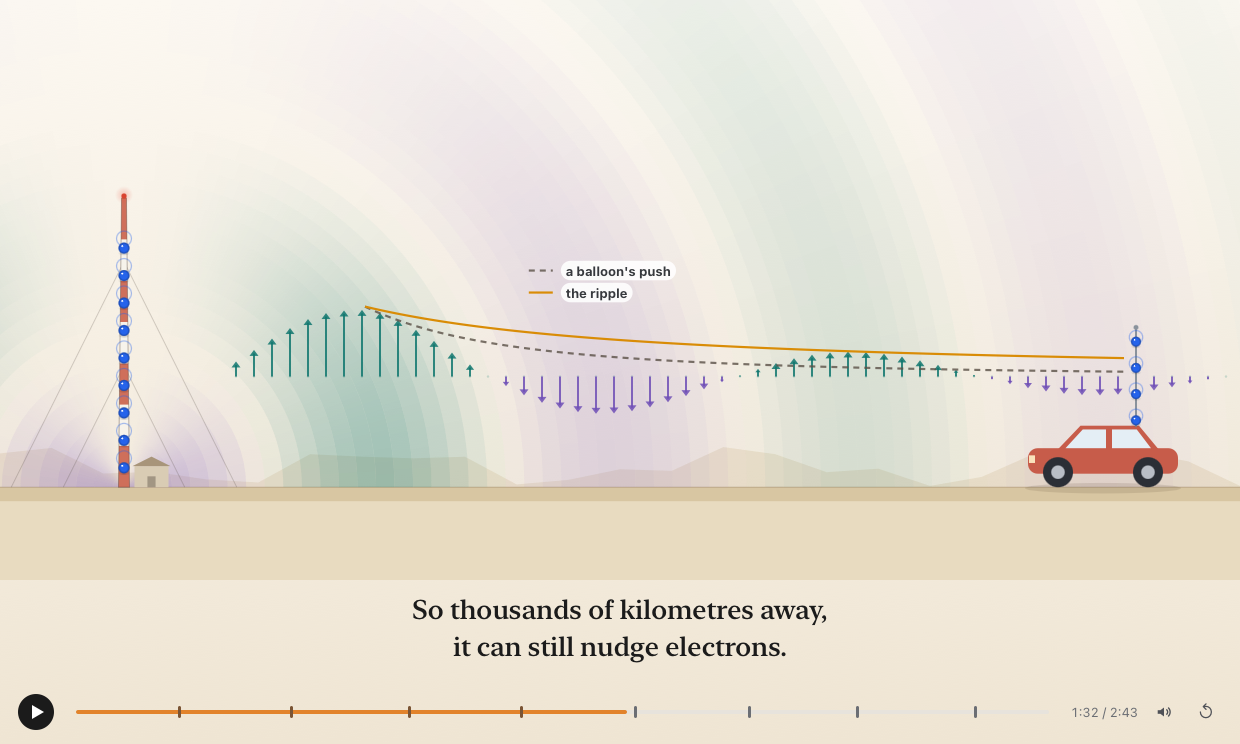 a balloon's push
the ripple
So thousands of kilometres away,
it can still nudge electrons.
1:32 / 2:43